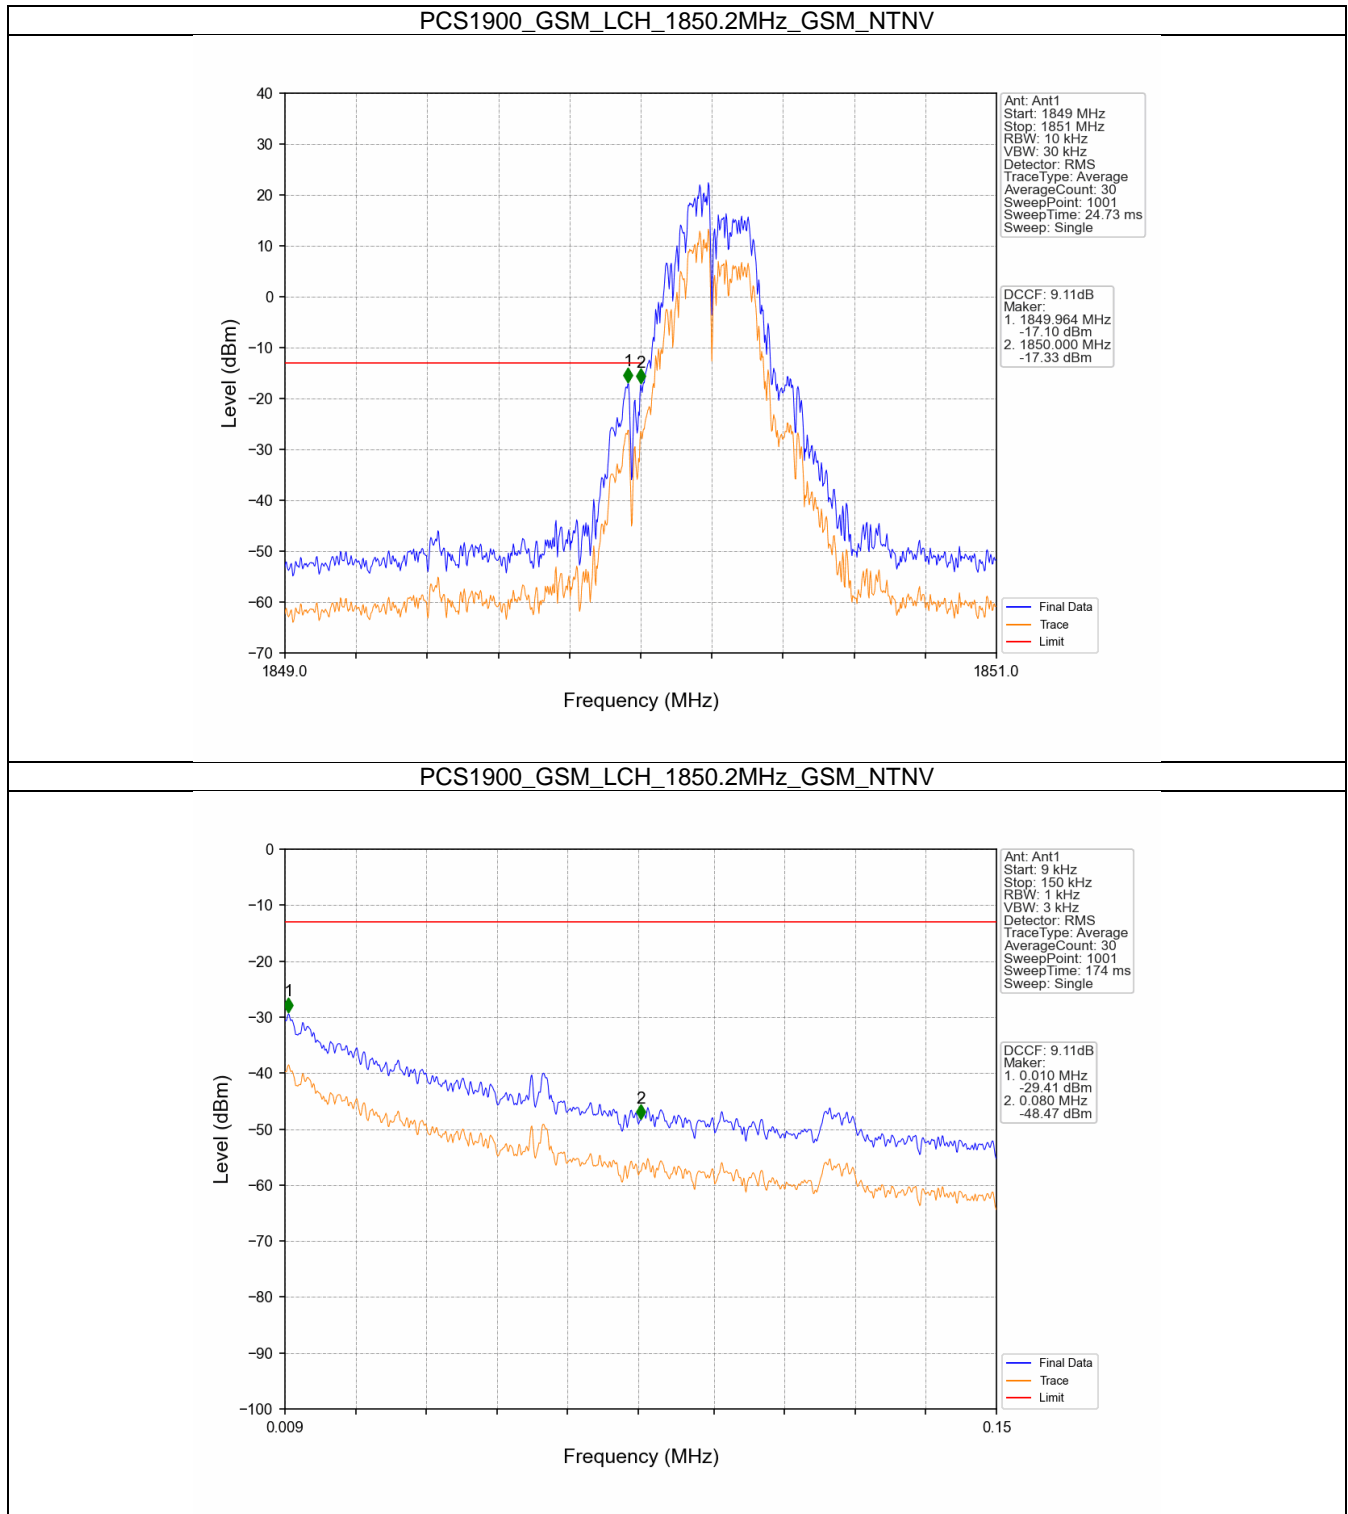 PCS1900_GSM_LCH_1850.2MHz_GSM_NTNV
40
30
20
10
0
−10
−20
−30
−40
−50
−60
−70
Level (dBm)
1849.0
1851.0
Frequency (MHz)
1
2
Ant: Ant1
Start: 1849 MHz
Stop: 1851 MHz
RBW: 10 kHz
VBW: 30 kHz
Detector: RMS
TraceType: Average
AverageCount: 30
SweepPoint: 1001
SweepTime: 24.73 ms
Sweep: Single
DCCF: 9.11dB
Maker:
1. 1849.964 MHz
-17.10 dBm
2. 1850.000 MHz
-17.33 dBm
Final Data
Trace
Limit
PCS1900_GSM_LCH_1850.2MHz_GSM_NTNV
0
−10
−20
−30
−40
−50
−60
−70
−80
−90
−100
Level (dBm)
0.009
0.15
Frequency (MHz)
1
2
Ant: Ant1
Start: 9 kHz
Stop: 150 kHz
RBW: 1 kHz
VBW: 3 kHz
Detector: RMS
TraceType: Average
AverageCount: 30
SweepPoint: 1001
SweepTime: 174 ms
Sweep: Single
DCCF: 9.11dB
Maker:
1. 0.010 MHz
-29.41 dBm
2. 0.080 MHz
-48.47 dBm
Final Data
Trace
Limit